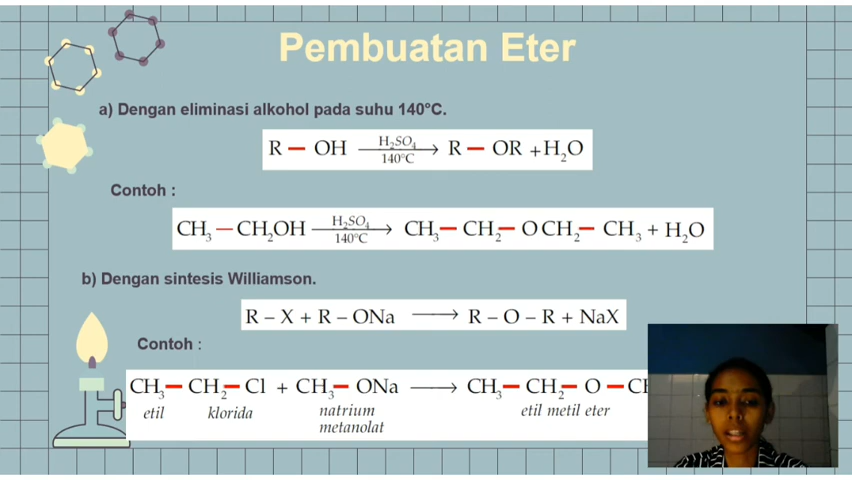 Pembuatan Eter
a) Dengan eliminasi alkohol pada suhu 140°C.
R — OH H₂SO₄ 140°C → R — OR + H₂O
Contoh :
CH₃ — CH₂OH H₂SO₄ 140°C → CH₃ — CH₂ — OCH₂ — CH₃ + H₂O
b) Dengan sintesis Williamson.
R – X + R – ONa → R – O – R + NaX
Contoh :
CH₃ — CH₂ — Cl + CH₃ — ONa → CH₃ — CH₂ — O —
etil klorida natrium etil metil eter
metanolat